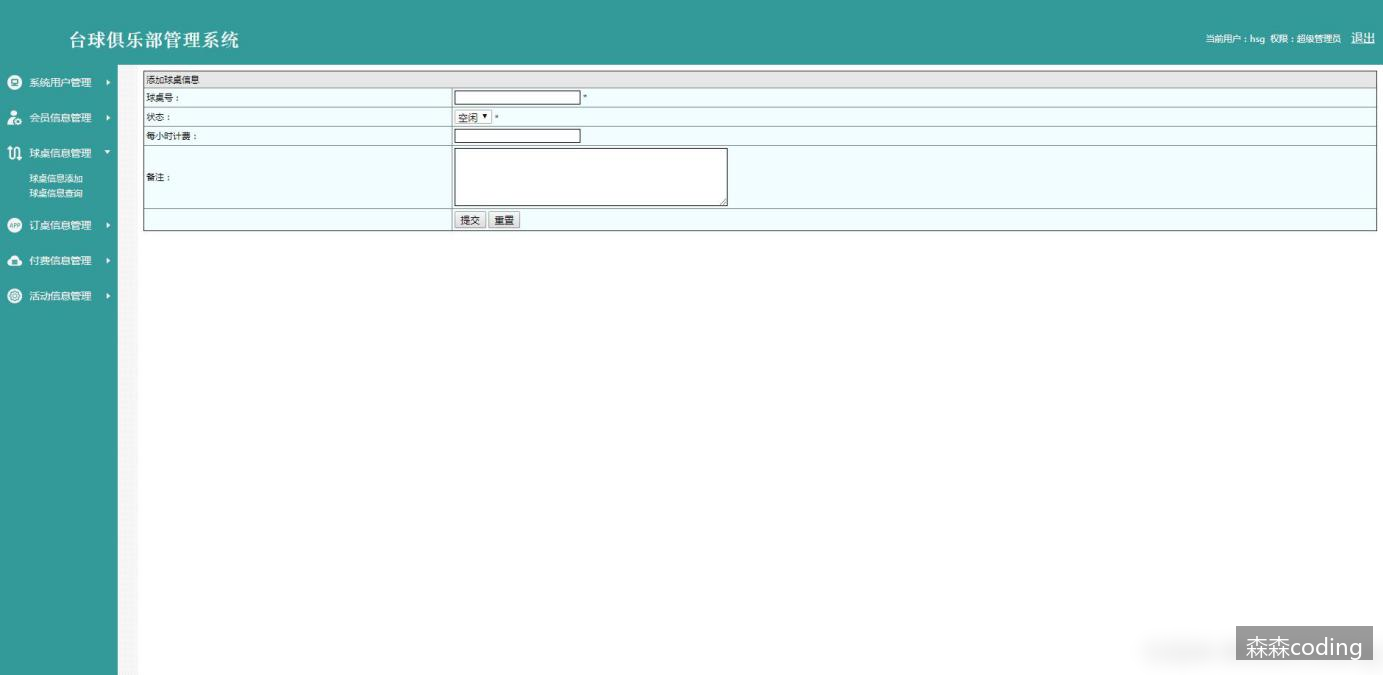 台球俱乐部管理系统
当前用户：hsg 权限：超级管理员 退出
系统用户管理
会员信息管理
球桌信息管理
球桌信息添加
球桌信息查询
APP 订桌信息管理
付费信息管理
活动信息管理
添加球桌信息
球桌号： *
状态： 空闲 *
每小时计费：
备注：
提交 重置
森森coding